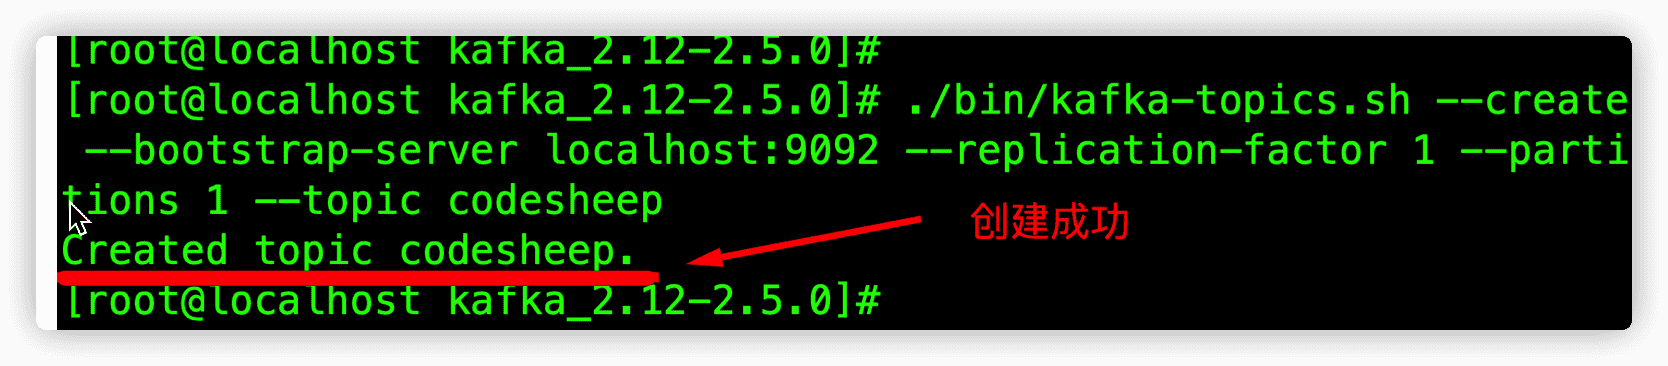 [root@localhost kafka_2.12-2.5.0]#
[root@localhost kafka_2.12-2.5.0]# ./bin/kafka-topics.sh --create
--bootstrap-server localhost:9092 --replication-factor 1 --parti
tions 1 --topic codesheep
创建成功
Created topic codesheep.
[root@localhost kafka_2.12-2.5.0]#